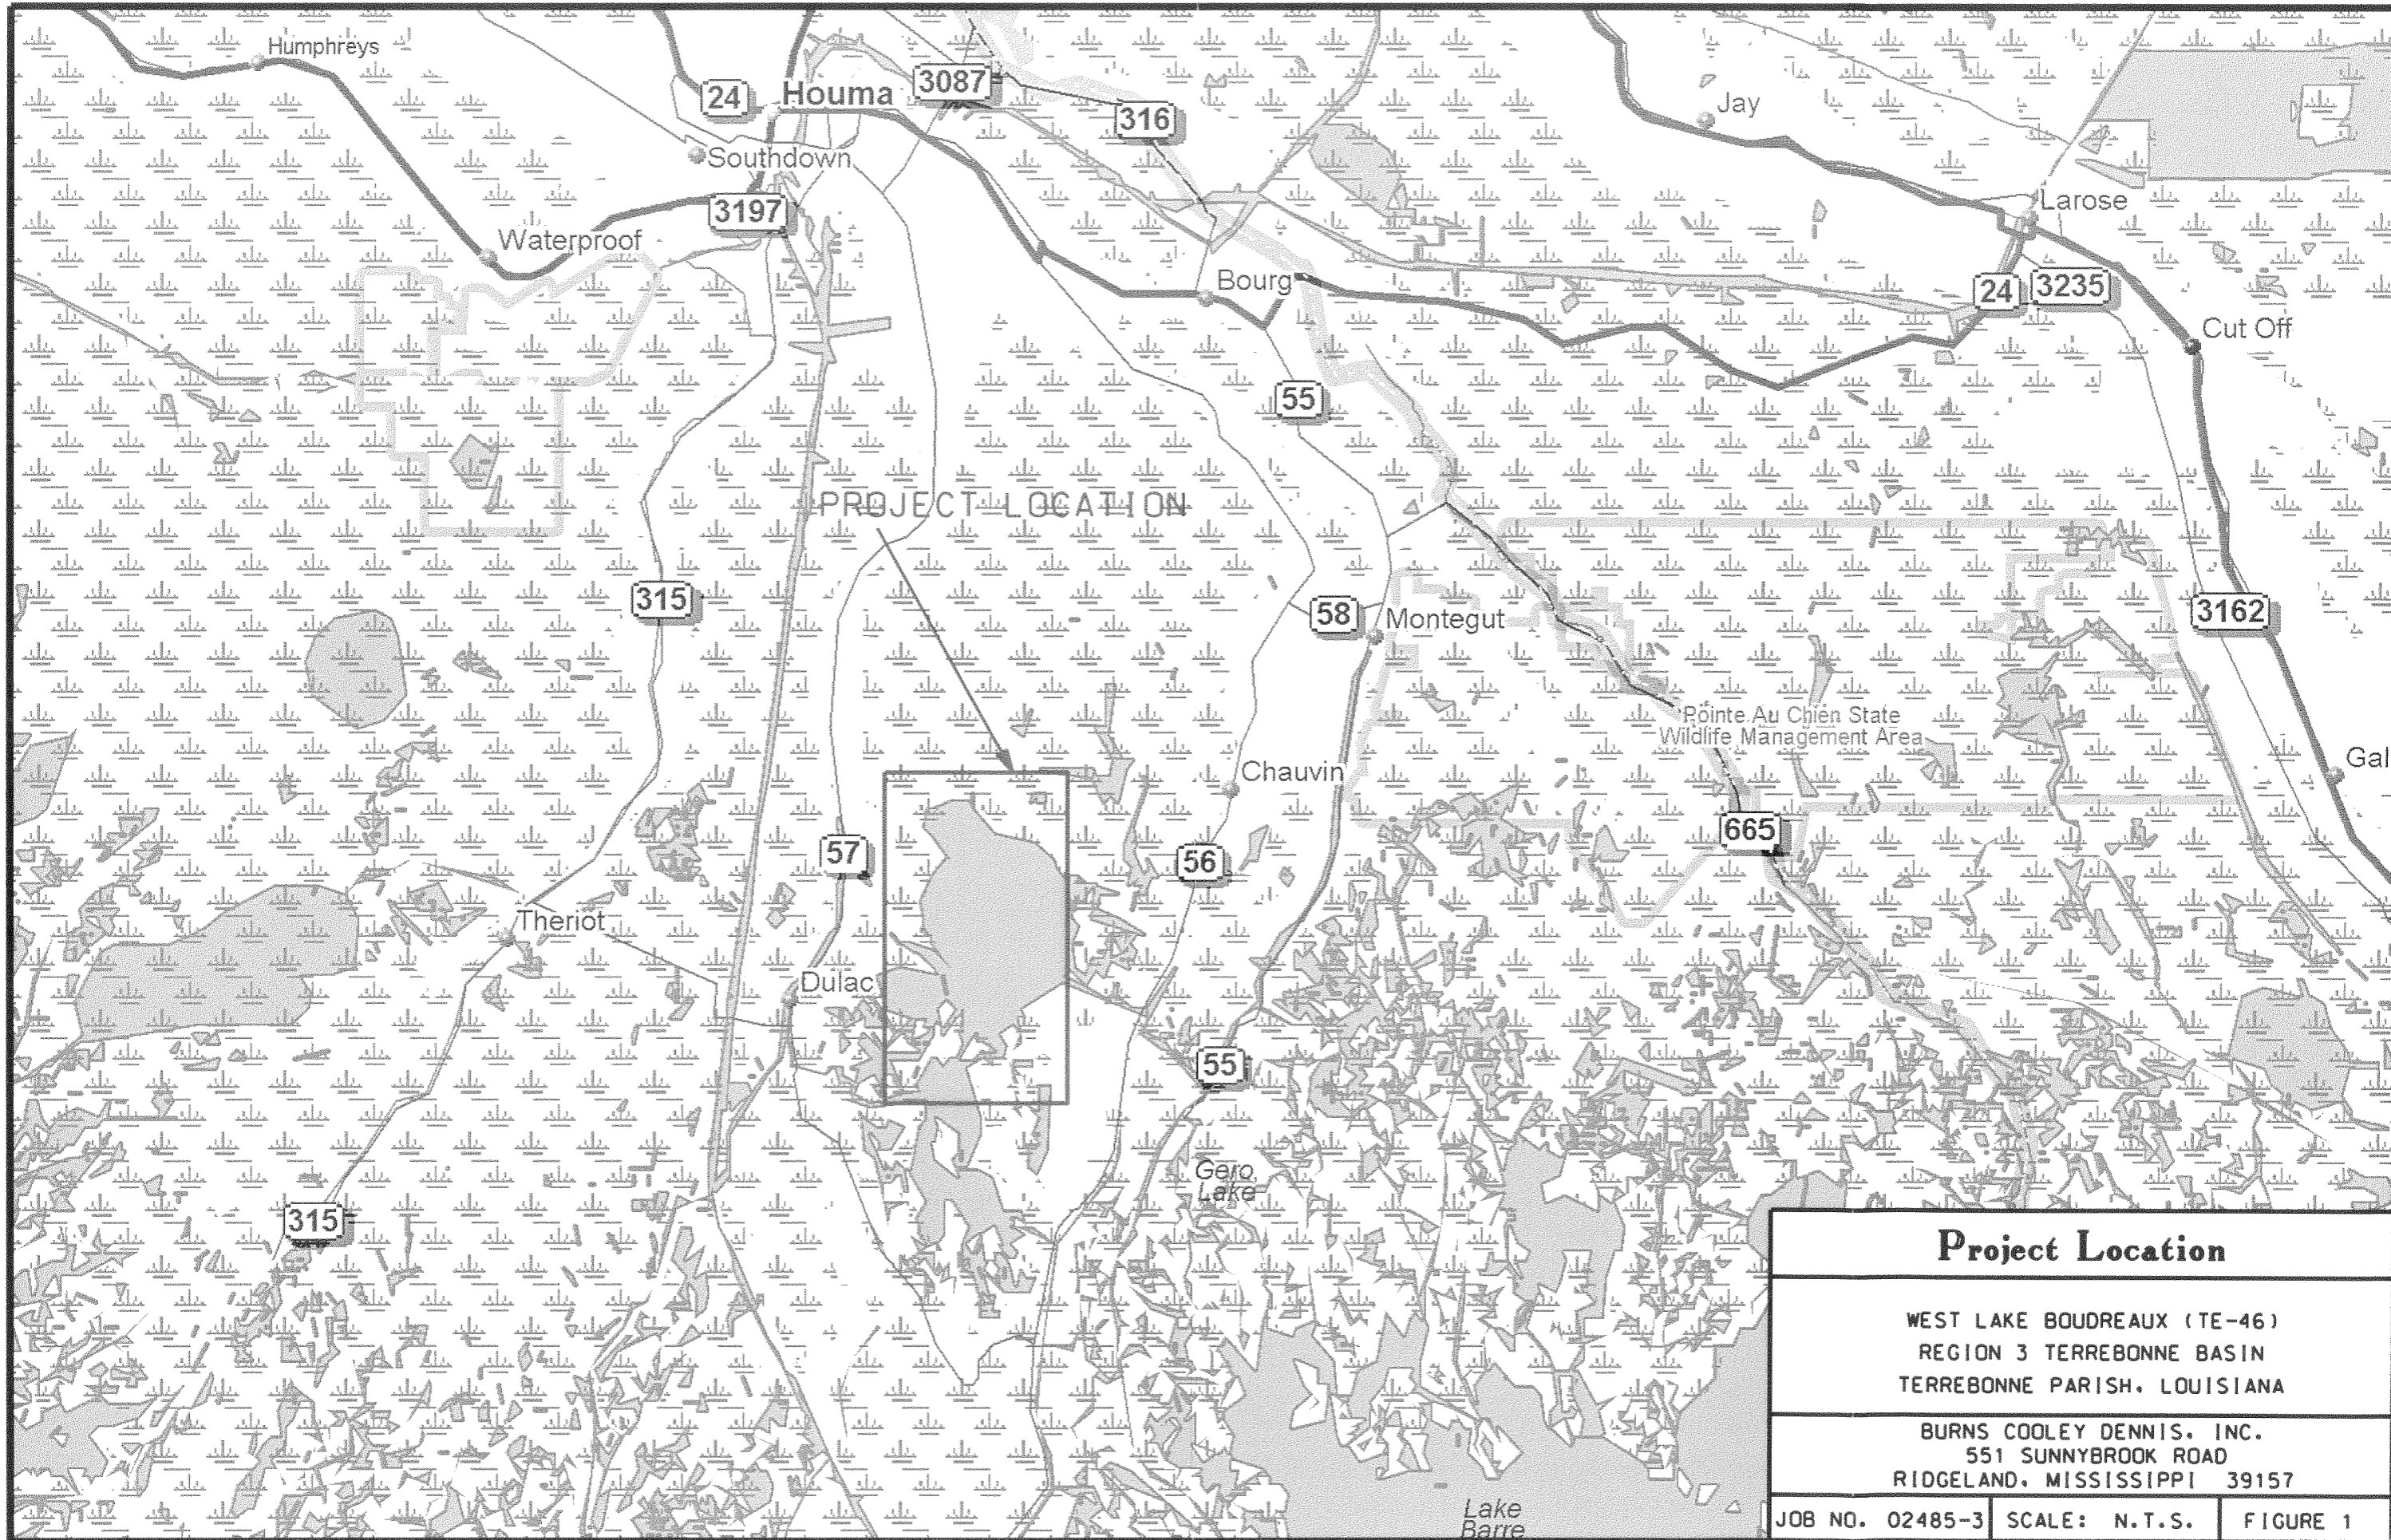 Humphreys
24
Houma
3087
316
Jay
Southdown
3197
Larose
Waterproof
Bourg
24
3235
Cut Off
55
PROJECT LOCATION
315
58
Montegut
3162
Pointe Au Chien State
Wildlife Management Area
Chauvin
Gal
57
56
665
Theriot
Dulac
55
Gero
Lake
315
Lake
Barre
Project Location
WEST LAKE BOUDREAUX (TE-46)
REGION 3 TERREBONNE BASIN
TERREBONNE PARISH, LOUISIANA
BURNS COOLEY DENNIS, INC.
551 SUNNYBROOK ROAD
RIDGELAND, MISSISSIPPI 39157
JOB NO. 02485-3 SCALE: N.T.S. FIGURE 1